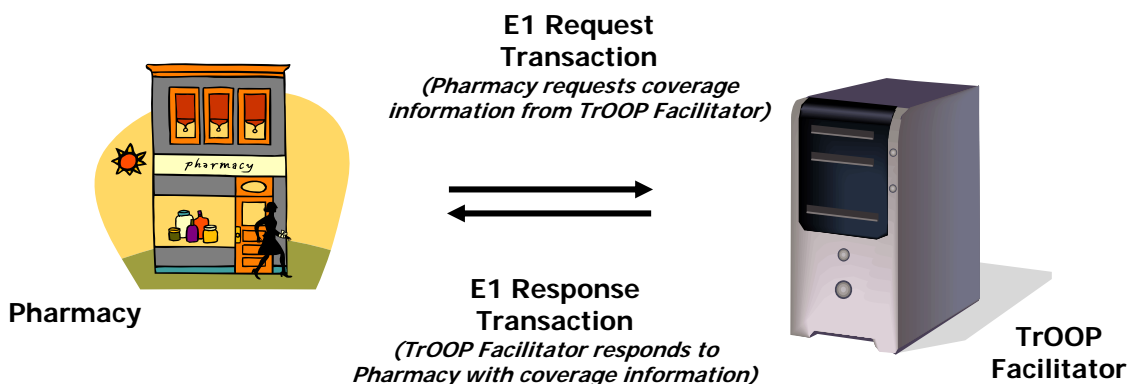 E1 Request
Transaction
(Pharmacy requests coverage
information from TrOOP Facilitator)
pharmacy
Pharmacy
E1 Response
Transaction
(TrOOP Facilitator responds to
Pharmacy with coverage information)
TrOOP
Facilitator